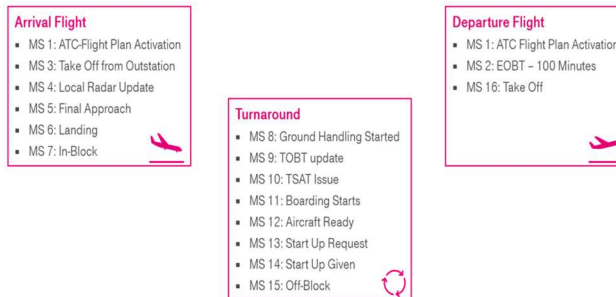 Arrival Flight
MS 1: ATC-Flight Plan Activation
MS 3: Take Off from Outstation
MS 4: Local Radar Update
MS 5: Final Approach
MS 6: Landing
MS 7: In-Block
Turnaround
MS 8: Ground Handling Started
MS 9: TOBT update
MS 10: TSAT Issue
MS 11: Boarding Starts
MS 12: Aircraft Ready
MS 13: Start Up Request
MS 14: Start Up Given
MS 15: Off-Block
Departure Flight
MS 1: ATC Flight Plan Activation
MS 2: EOBT – 100 Minutes
MS 16: Take Off